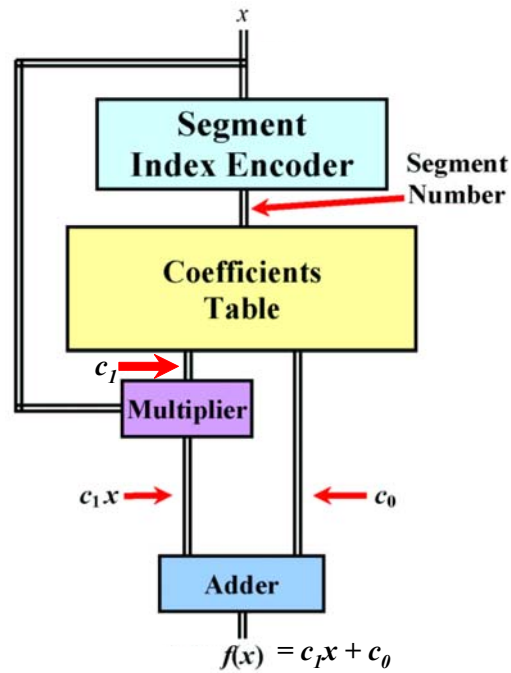 x
Segment
Index Encoder
Segment
Number
Coefficients
Table
c₁
Multiplier
c₁x
c₀
Adder
f(x) = c₁x + c₀